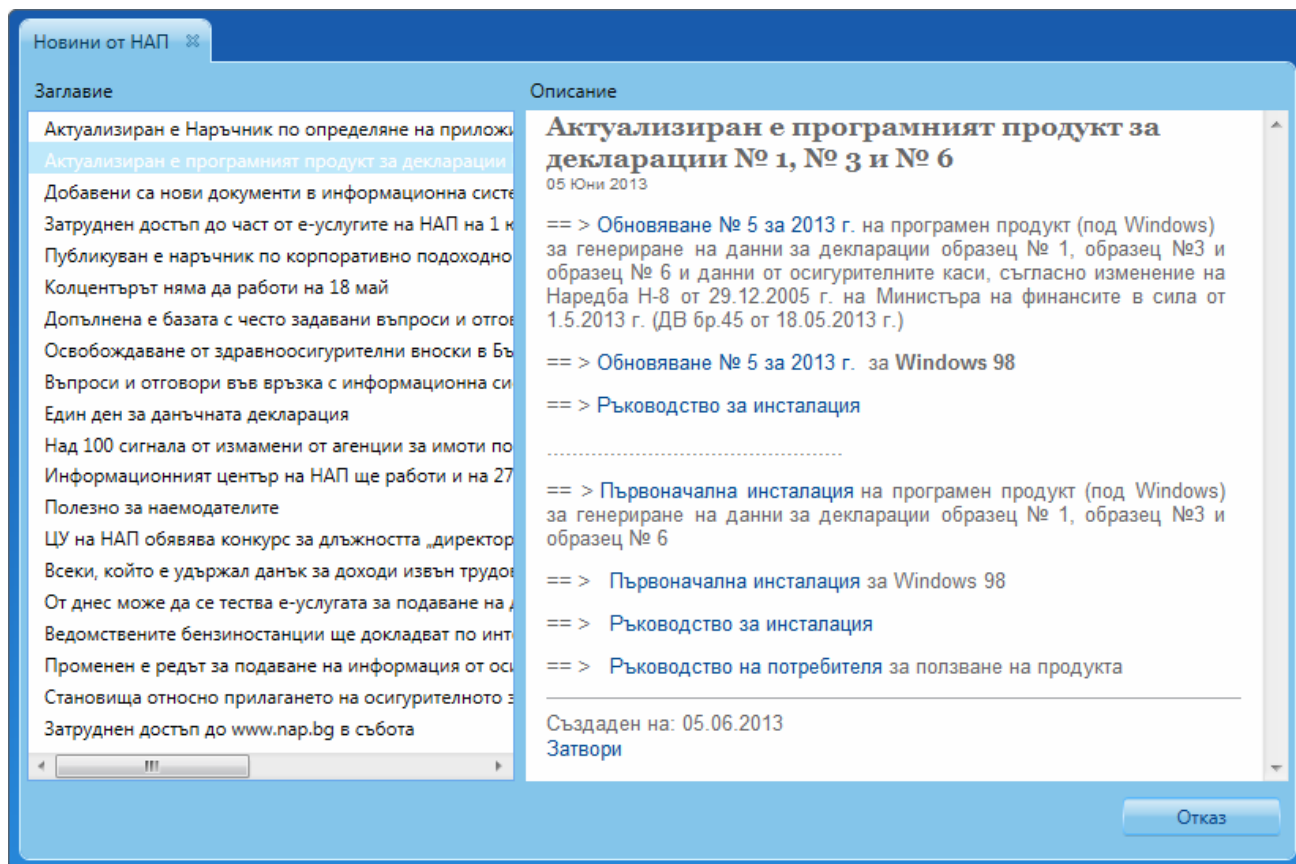 Новини от НАП
Заглавие
Актуализиран е Наръчник по определяне на прилож
Актуализиран е програмният продукт за декларации
Добавени са нови документи в информационна систе
Затруднен достъп до част от е-услугите на НАП на 1
Публикуван е наръчник по корпоративно подоходно
Колцентърът няма да работи на 18 май
Допълнена е базата с често задавани въпроси и отгов
Освобождаване от здравноосигурителни вноски в Бъ
Въпроси и отговори във връзка с информационна си
Един ден за данъчната декларация
Над 100 сигнала от измамени от агенции за имоти по
Информационният център на НАП ще работи и на 27
Полезно за наемодателите
ЦУ на НАП обявява конкурс за длъжността „директор
Всеки, който е удържал данък за доходи извън трудов
От днес може да се тества е-услугата за подаване на
Ведомствените бензиностанции ще докладват по инте
Променен е редът за подаване на информация от оси
Становища относно прилагането на осигурителното
Затруднен достъп до www.nap.bg в събота
Описание
Актуализиран е програмният продукт за
декларации № 1, № 3 и № 6
05 Юни 2013
== > Обновяване № 5 за 2013 г. на програмен продукт (под Windows)
за генериране на данни за декларации образец № 1, образец №3 и
образец № 6 и данни от осигурителните каси, съгласно изменение на
Наредба Н-8 от 29.12.2005 г. на Министъра на финансите в сила от
1.5.2013 г. (ДВ бр.45 от 18.05.2013 г.)
== > Обновяване № 5 за 2013 г. за Windows 98
== > Ръководство за инсталация
................................................
== > Първоначална инсталация на програмен продукт (под Windows)
за генериране на данни за декларации образец № 1, образец №3 и
образец № 6
== > Първоначална инсталация за Windows 98
== > Ръководство за инсталация
== > Ръководство на потребителя за ползване на продукта
Създаден на: 05.06.2013
Затвори
Отказ